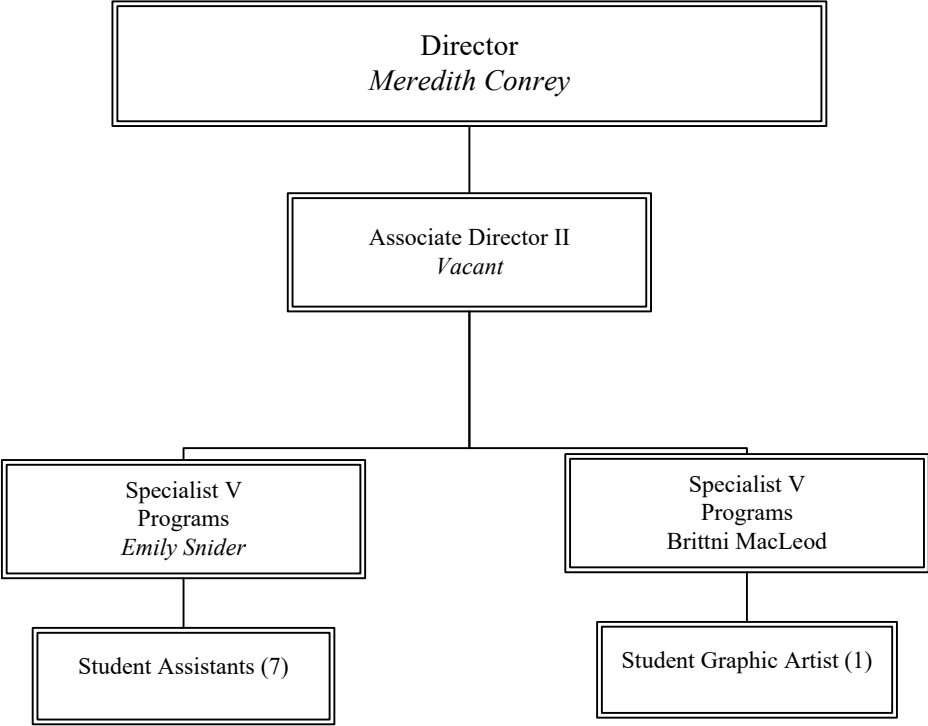 Director
Meredith Conrey
Associate Director II
Vacant
Specialist V
Programs
Emily Snider
Specialist V
Programs
Brittni MacLeod
Student Assistants (7)
Student Graphic Artist (1)